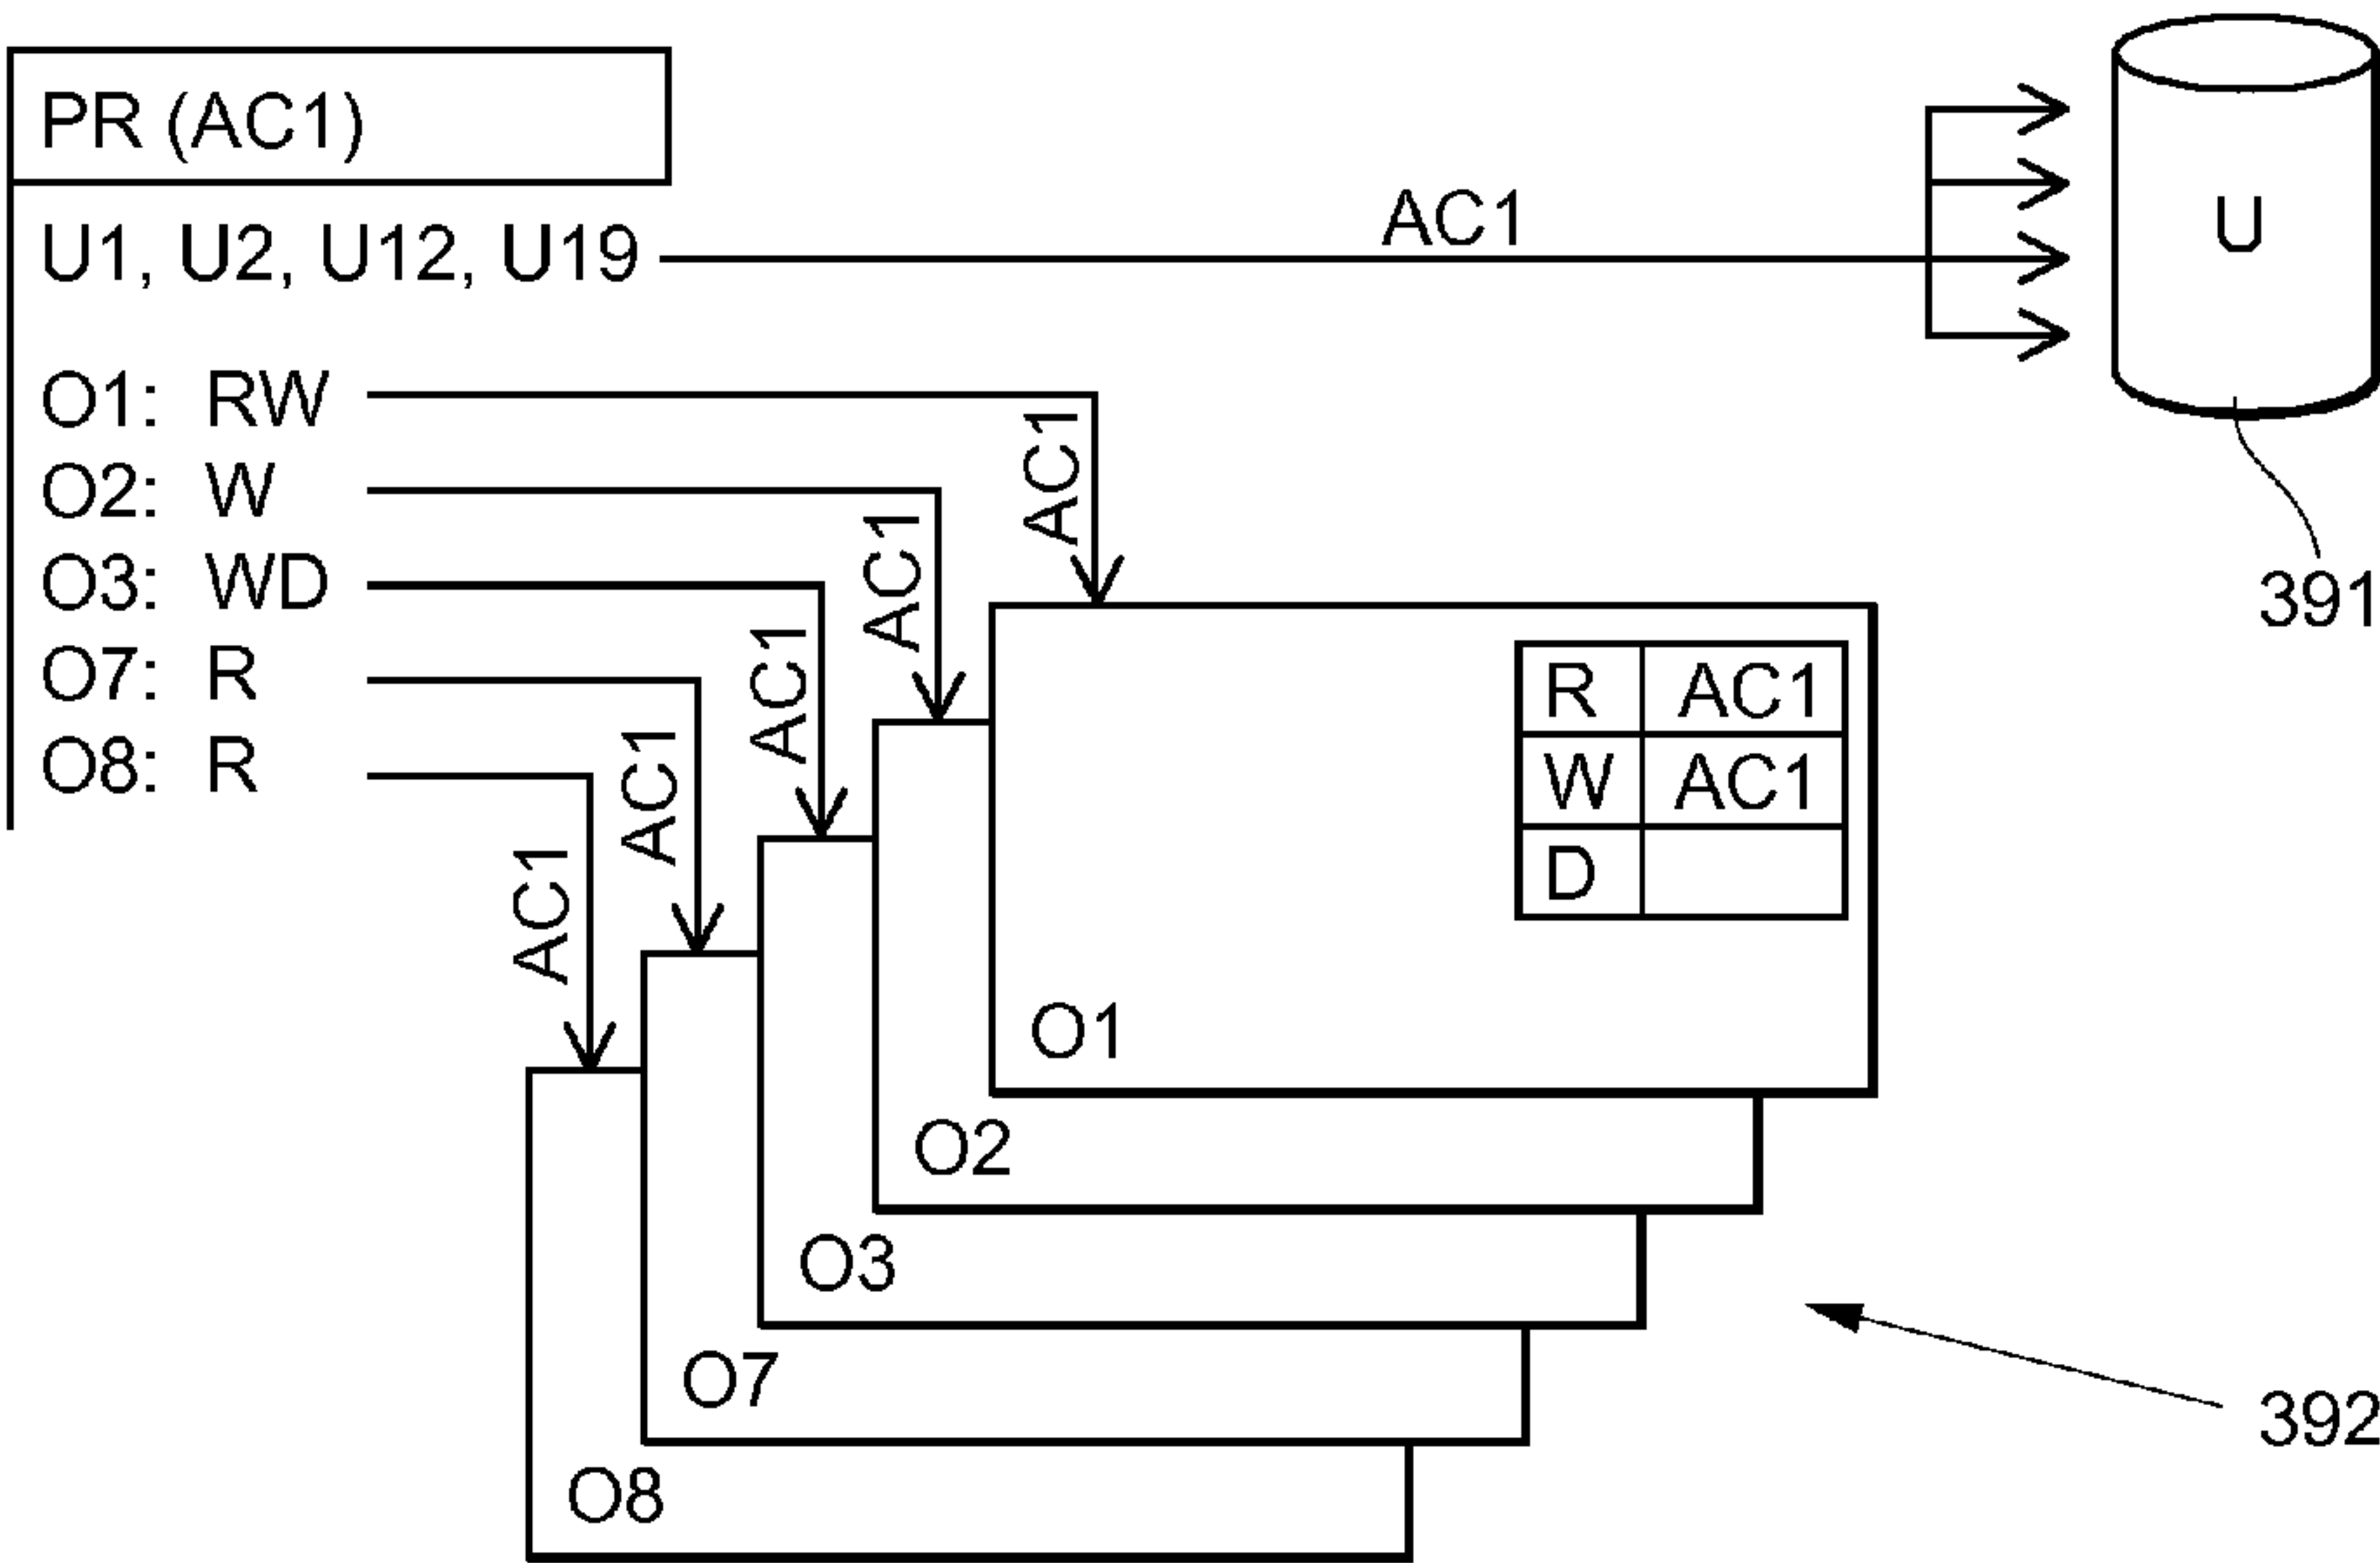 PR (AC1)
U1, U2, U12, U19
AC1
U
391
O1: RW
O2: W
O3: WD
O7: R
O8: R
AC1
AC1
AC1
AC1
AC1
R AC1
W AC1
D
O1
O2
O3
O7
O8
392